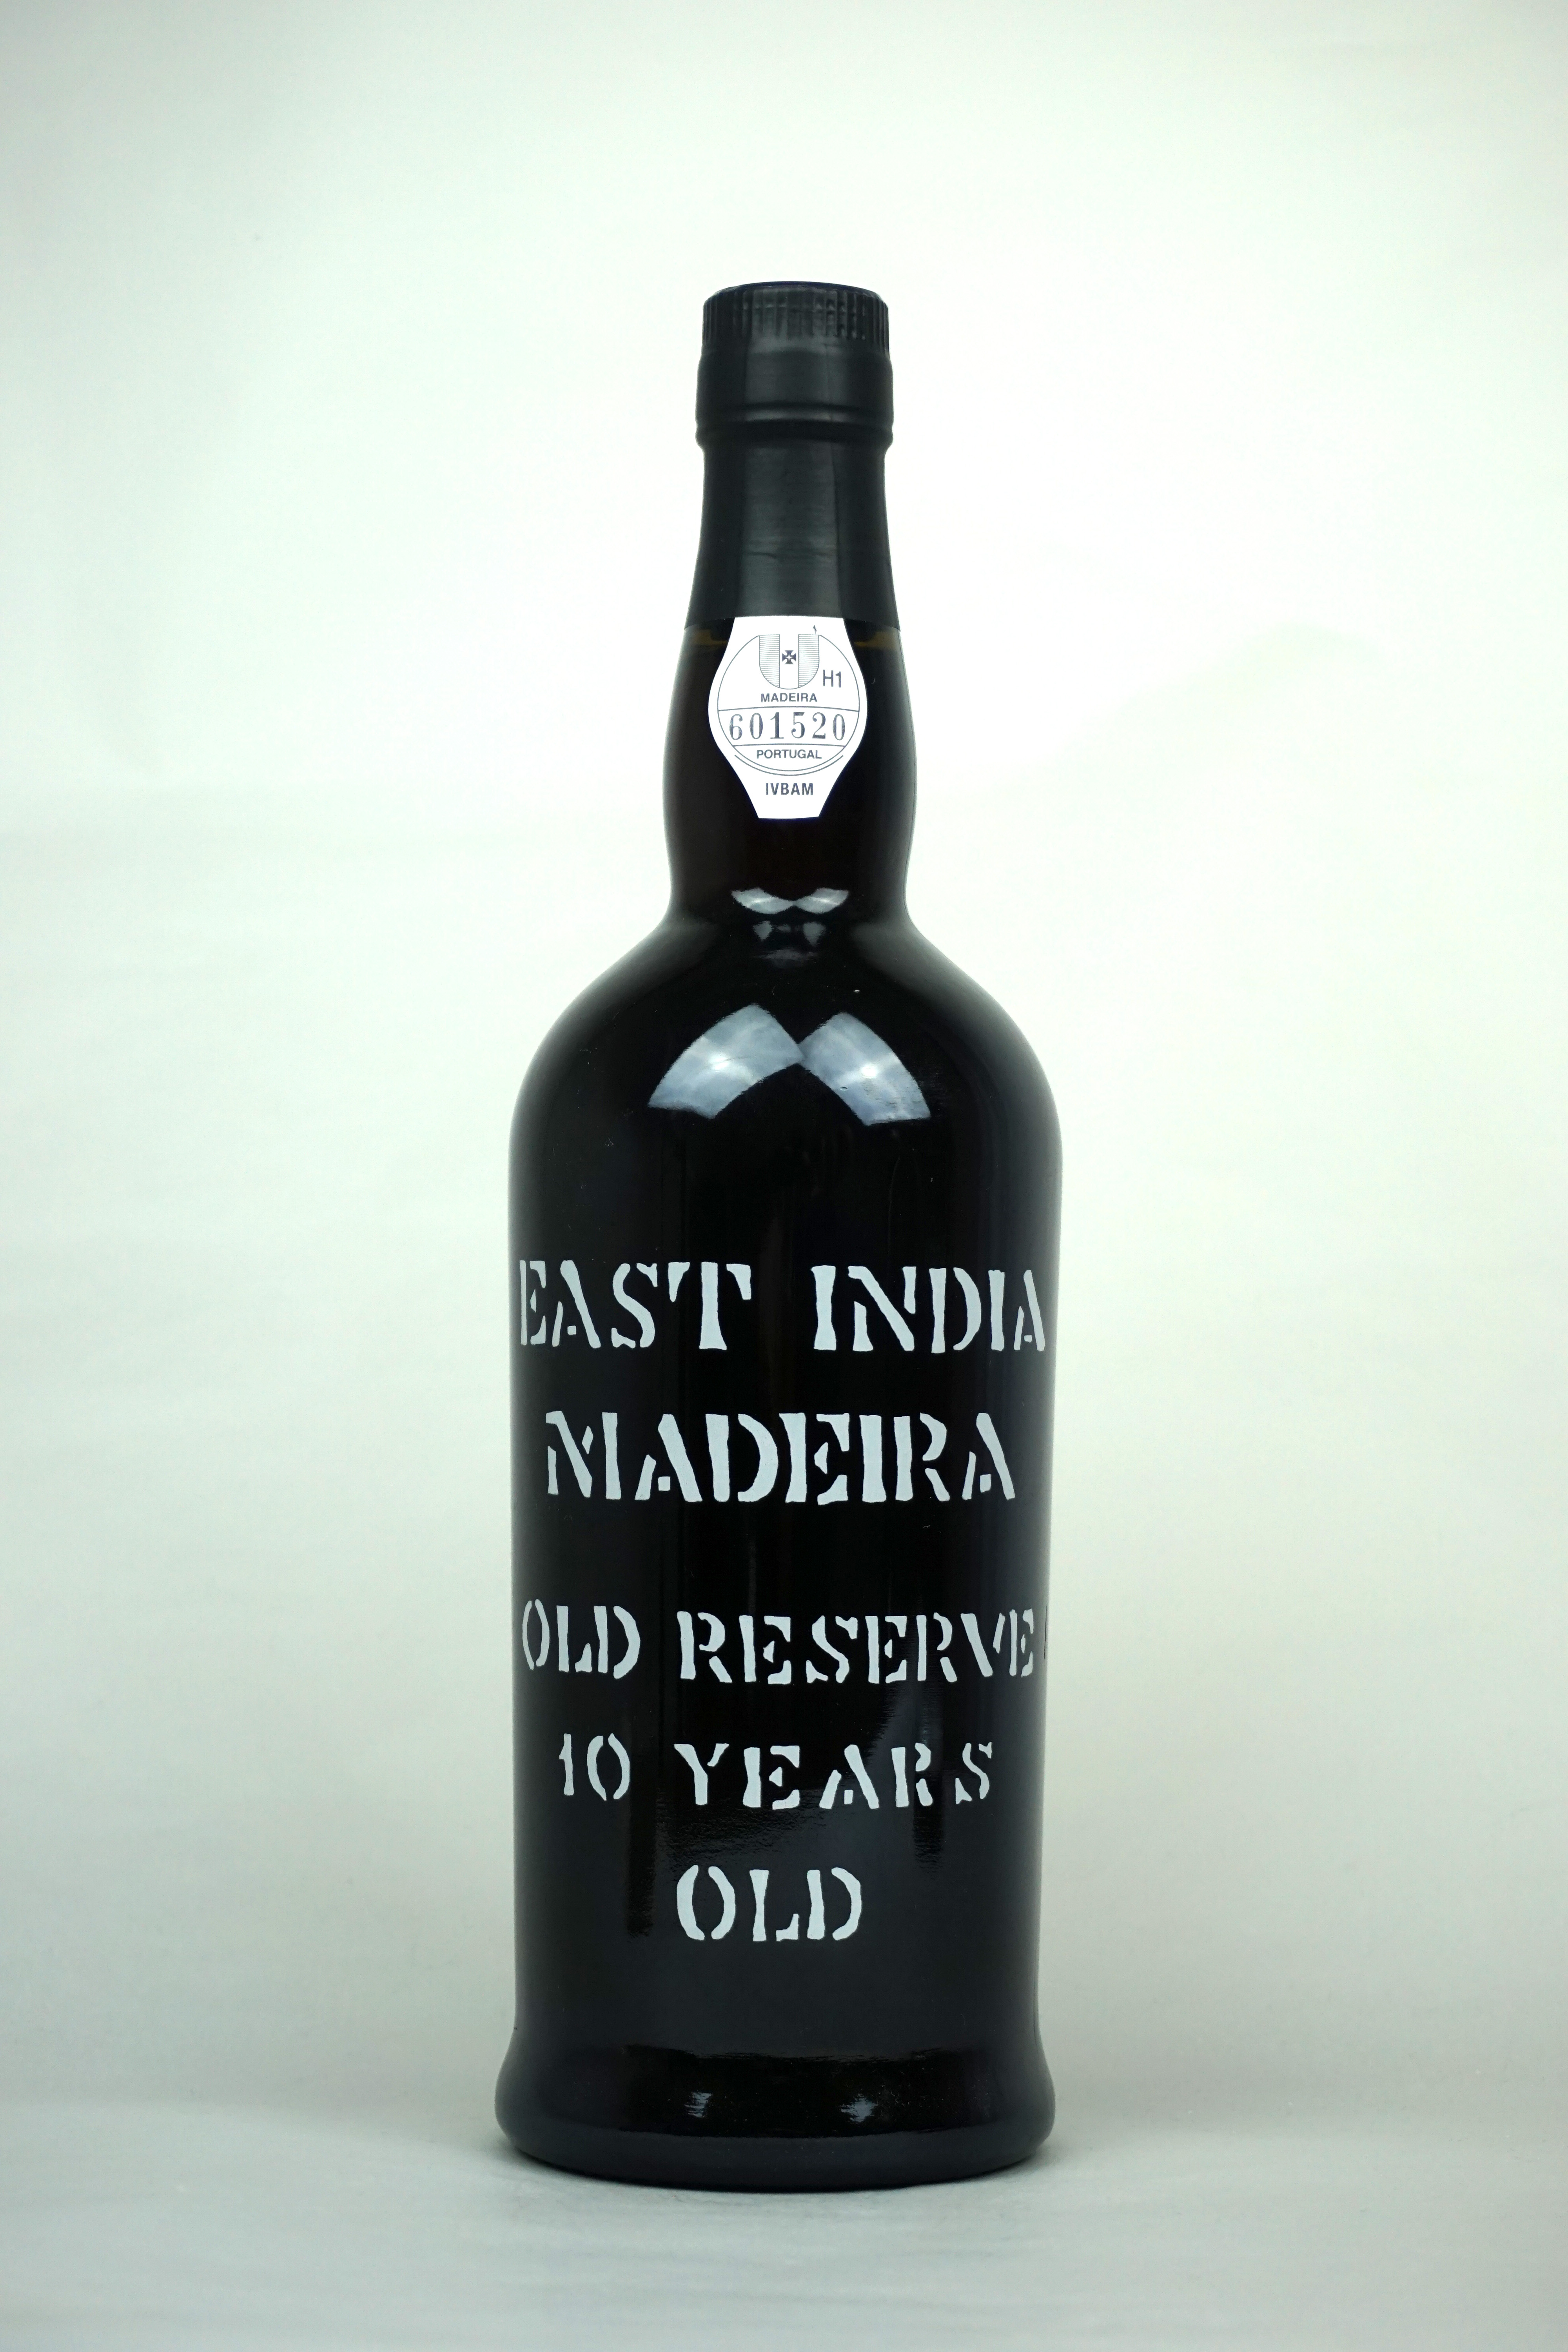 H1
MADEIRA
601520
PORTUGAL
IVBAM
EAST INDIA
MADEIRA
OLD RESERVE
10 YEARS
OLD